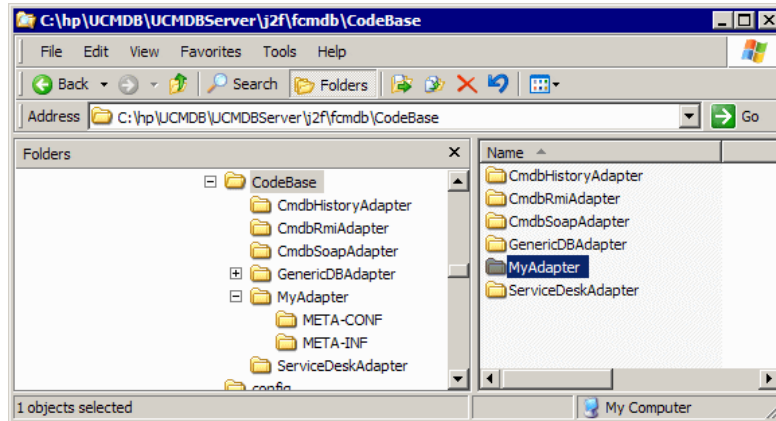 C:\hp\UCMDB\UCMDBServer\j2f\fcmdb\CodeBase
File Edit View Favorites Tools Help
Back Search Folders
Address C:\hp\UCMDB\UCMDBServer\j2f\fcmdb\CodeBase Go
Folders
CodeBase
CmdbHistoryAdapter
CmdbRmiAdapter
CmdbSoapAdapter
GenericDBAdapter
MyAdapter
META-CONF
META-INF
ServiceDeskAdapter
config
Name
CmdbHistoryAdapter
CmdbRmiAdapter
CmdbSoapAdapter
GenericDBAdapter
MyAdapter
ServiceDeskAdapter
1 objects selected
My Computer